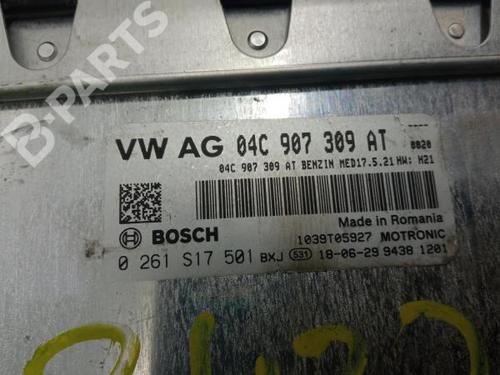 B-PARTS
VW AG 04C 907 309 AT 0020
04C 907 309 AT BENZIN MED17.5.21 HW: H21
Made in Romania
BOSCH 1039T05927 MOTRONIC
0 261 S17 501 BXJ 531 18-06-29 9438 1201